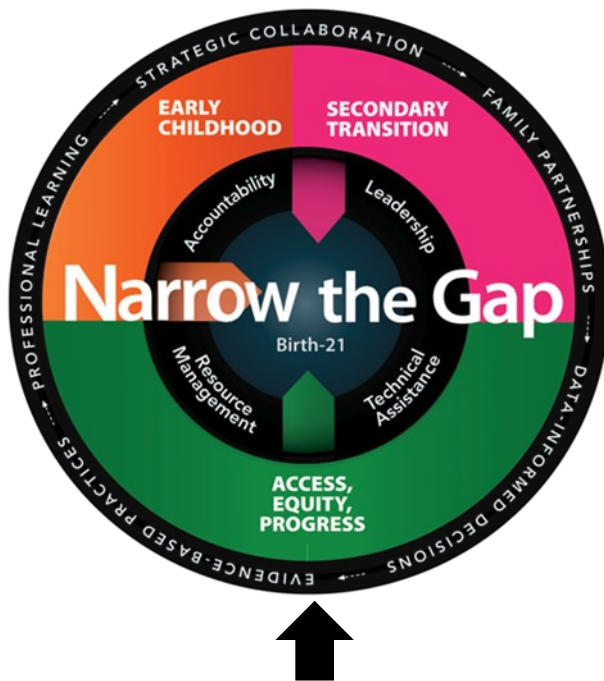 STRATEGIC COLLABORATION
FAMILY PARTNERSHIPS
DATA-INFORMED DECISIONS
EVIDENCE-BASED PRACTICES
PROFESSIONAL LEARNING
EARLY
CHILDHOOD
SECONDARY
TRANSITION
Accountability
Leadership
Narrow the Gap
Birth-21
Resource
Management
Technical
Assistance
ACCESS,
EQUITY,
PROGRESS